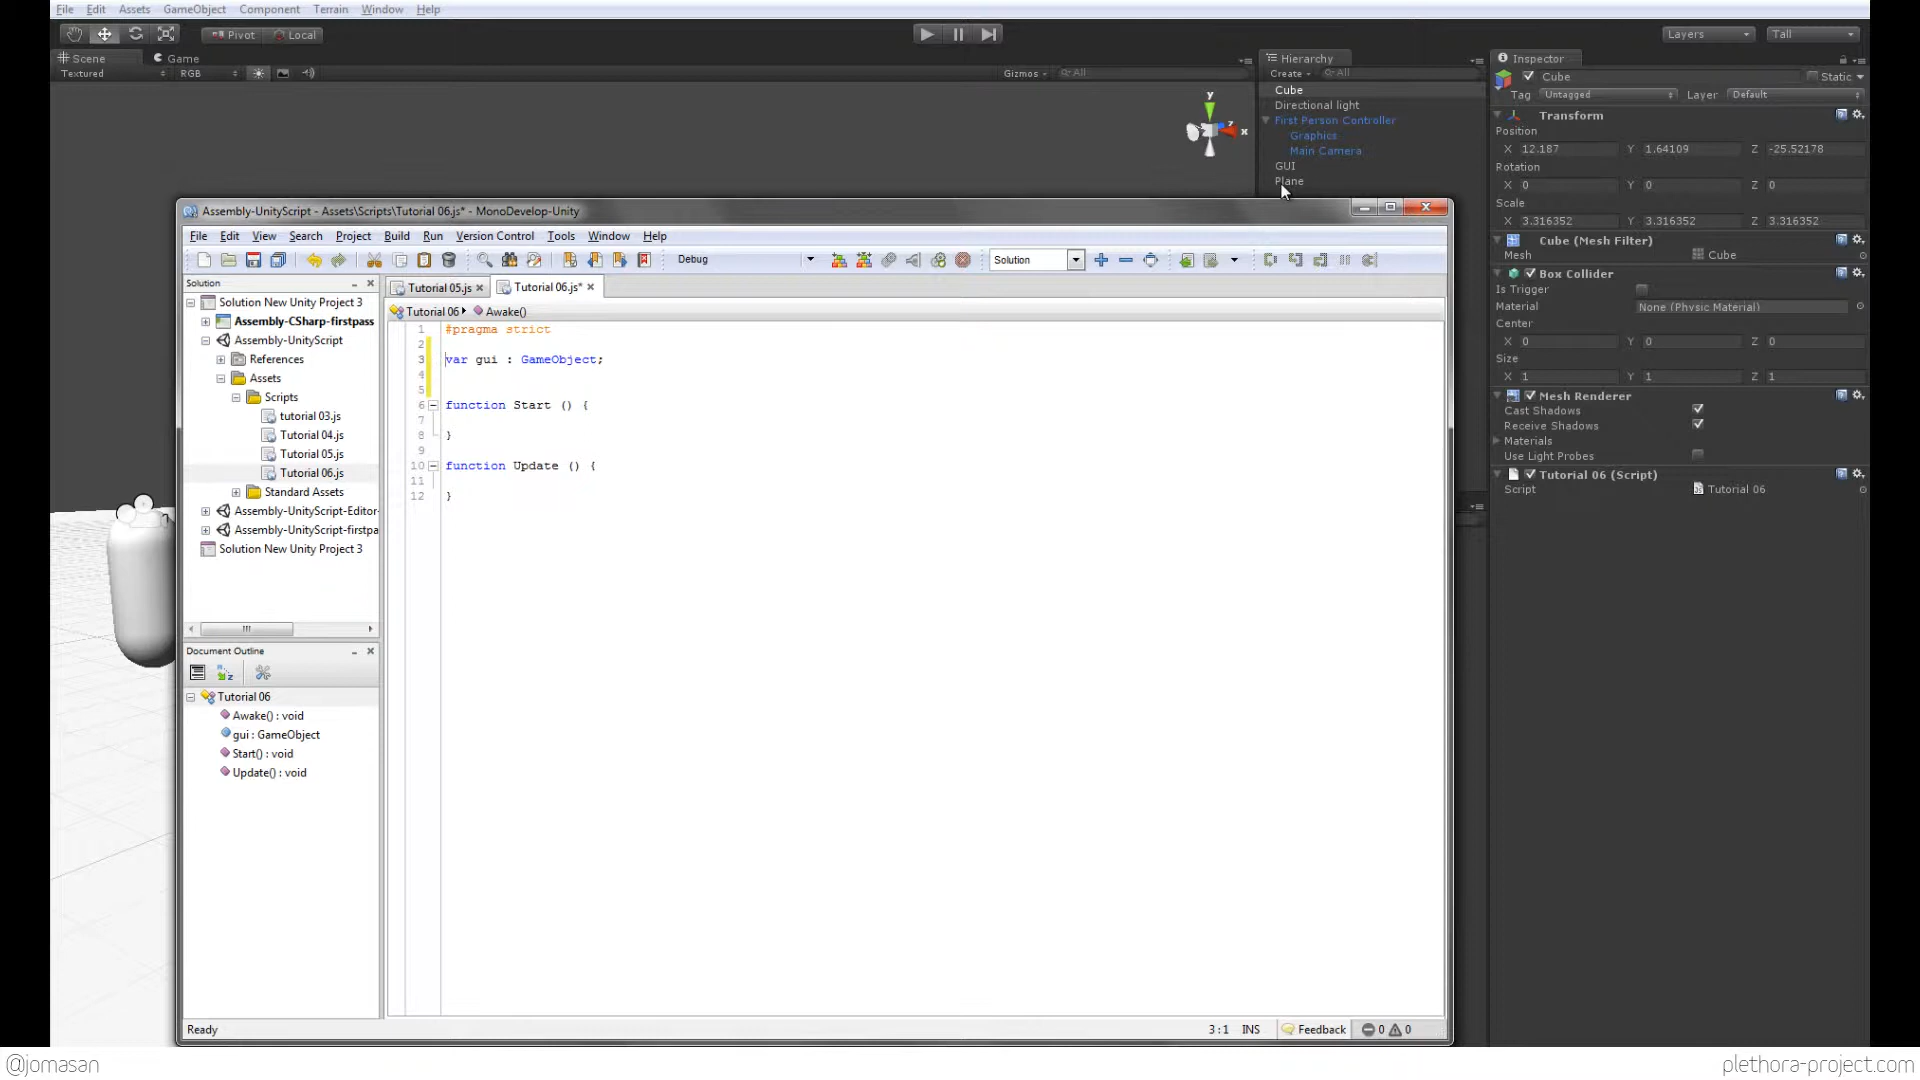 File Edit Assets GameObject Component Terrain Window Help
Pivot Local
Layers Tall
Scene Game
Textured RGB Gizmos All
Hierarchy
Create All
Cube
Directional light
First Person Controller
Graphics
Main Camera
GUI
Plane
Inspector
Cube Static
Tag Untagged Layer Default
Transform
Position
X 12.187 Y 1.64109 Z -25.52178
Rotation
X 0 Y 0 Z 0
Scale
X 3.316352 Y 3.316352 Z 3.316352
Cube (Mesh Filter)
Mesh Cube
Box Collider
Is Trigger
Material None (Physic Material)
Center
X 0 Y 0 Z 0
Size
X 1 Y 1 Z 1
Mesh Renderer
Cast Shadows
Receive Shadows
Materials
Use Light Probes
Tutorial 06 (Script)
Script Tutorial 06
y
z x
Assembly-UnityScript - Assets\Scripts\Tutorial 06.js* - MonoDevelop-Unity
File Edit View Search Project Build Run Version Control Tools Window Help
Debug Solution
Solution
Solution New Unity Project 3
Assembly-CSharp-firstpass
Assembly-UnityScript
References
Assets
Scripts
tutorial 03.js
Tutorial 04.js
Tutorial 05.js
Tutorial 06.js
Standard Assets
Assembly-UnityScript-Editor-
Assembly-UnityScript-firstpa
Solution New Unity Project 3
Document Outline
Tutorial 06
Awake() : void
gui : GameObject
Start() : void
Update() : void
Tutorial 05.js Tutorial 06.js*
Tutorial 06 Awake()
1 #pragma strict
2
3 var gui : GameObject;
4
5
6 function Start () {
7
8 }
9
10 function Update () {
11
12 }
Ready 3 : 1 INS Feedback 0 0
@jomasan plethora-project.com